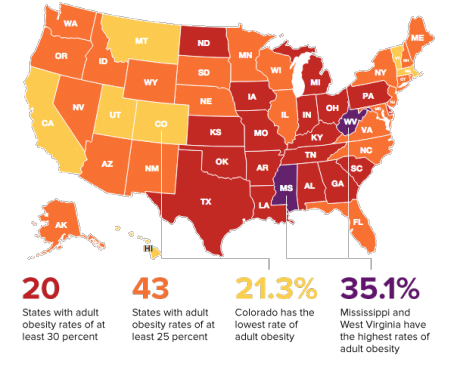 WA
ME
MT
ND
OR
MN
ID
SD
WI
NY
WY
MI
IA
PA
NE
NV
OH
IL
IN
UT
CA
CO
WV
VA
KS
MO
KY
NC
TN
OK
AZ
NM
AR
SC
MS
AL
GA
TX
LA
AK
FL
HI
20
States with adult
obesity rates of at
least 30 percent
43
States with adult
obesity rates of at
least 25 percent
21.3%
Colorado has the
lowest rate of
adult obesity
35.1%
Mississippi and
West Virginia have
the highest rates of
adult obesity